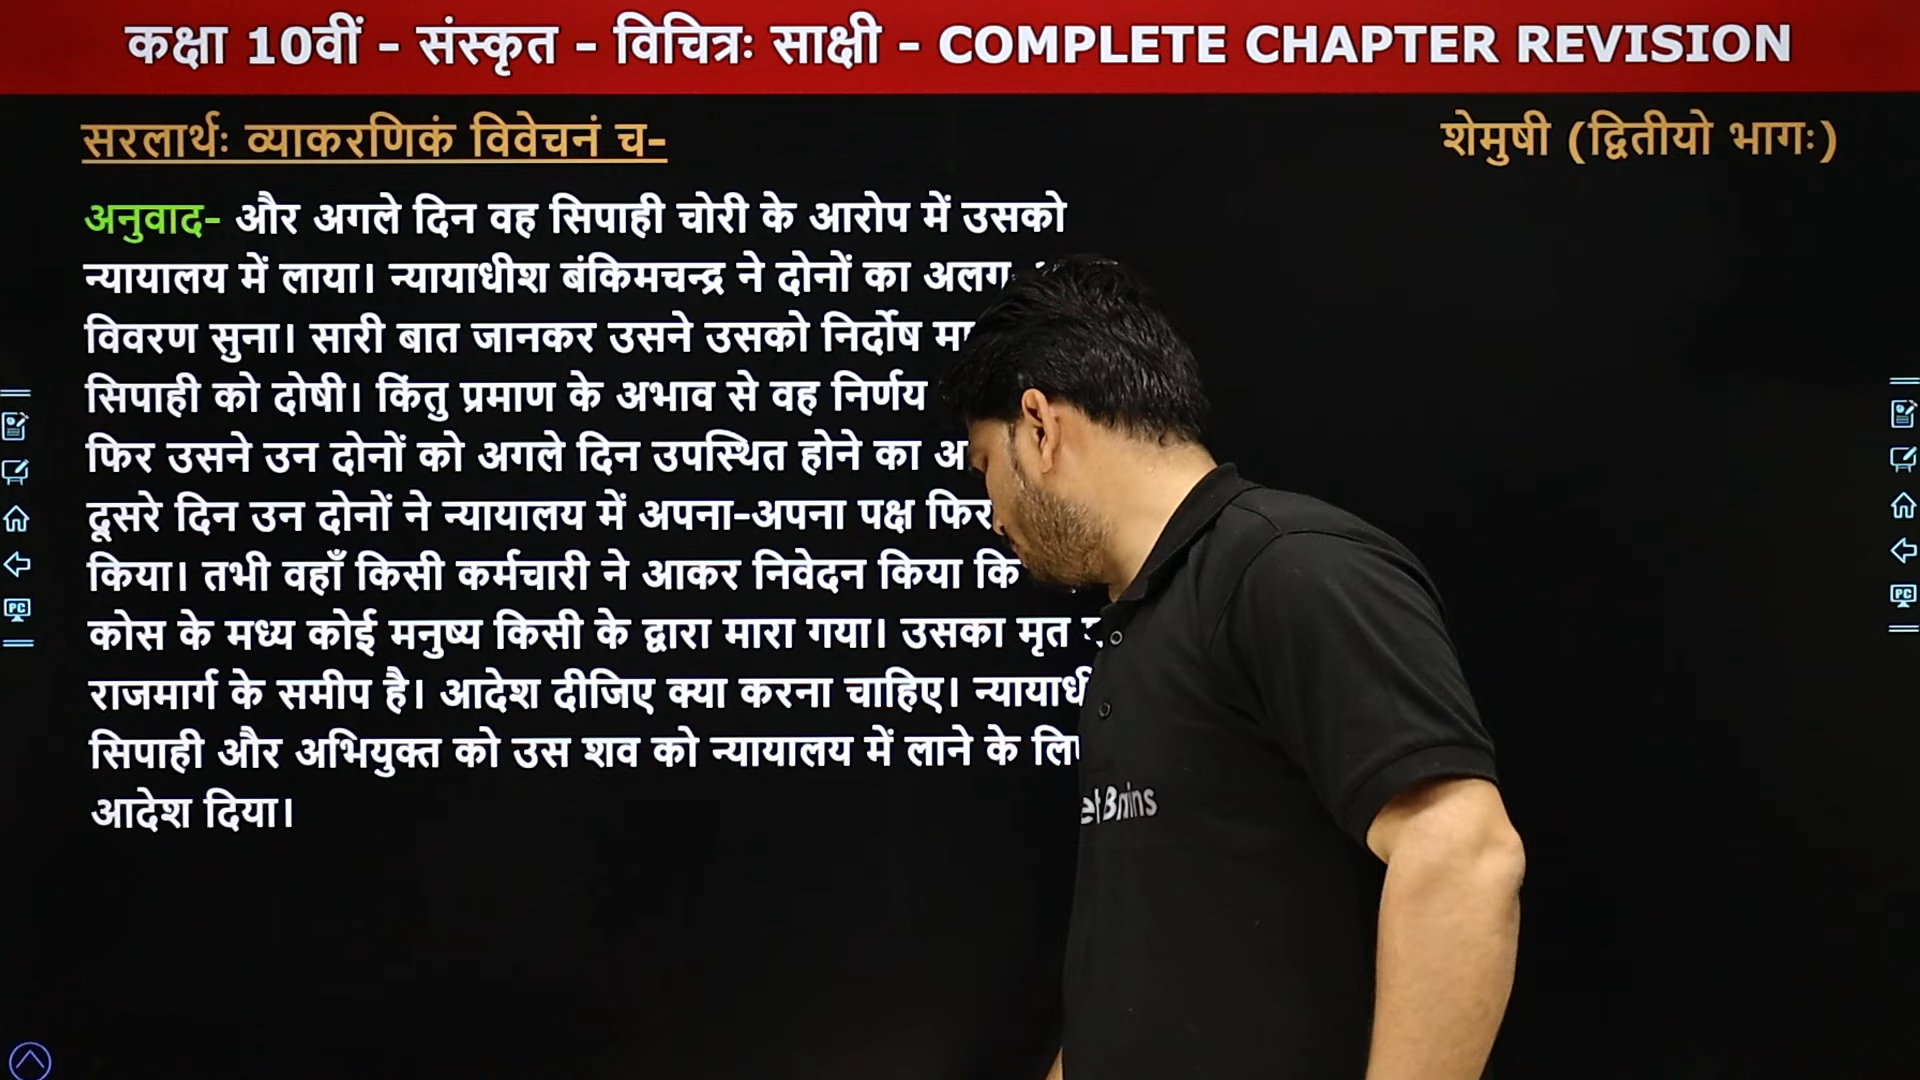 कक्षा 10वीं - संस्कृत - विचित्रः साक्षी - COMPLETE CHAPTER REVISION
सरलार्थः व्याकरणिकं विवेचनं च-
शेमुषी (द्वितीयो भागः)
अनुवाद- और अगले दिन वह सिपाही चोरी के आरोप में उसको
न्यायालय में लाया। न्यायाधीश बंकिमचन्द्र ने दोनों का अलग-
विवरण सुना। सारी बात जानकर उसने उसको निर्दोष
सिपाही को दोषी। किंतु प्रमाण के अभाव से वह निर्णय
फिर उसने उन दोनों को अगले दिन उपस्थित होने का
दूसरे दिन उन दोनों ने न्यायालय में अपना-अपना पक्ष फिर
किया। तभी वहाँ किसी कर्मचारी ने आकर निवेदन किया कि
कोस के मध्य कोई मनुष्य किसी के द्वारा मारा गया। उसका मृत
राजमार्ग के समीप है। आदेश दीजिए क्या करना चाहिए।
सिपाही और अभियुक्त को उस शव को न्यायालय में लाने के
आदेश दिया।
PC
PC